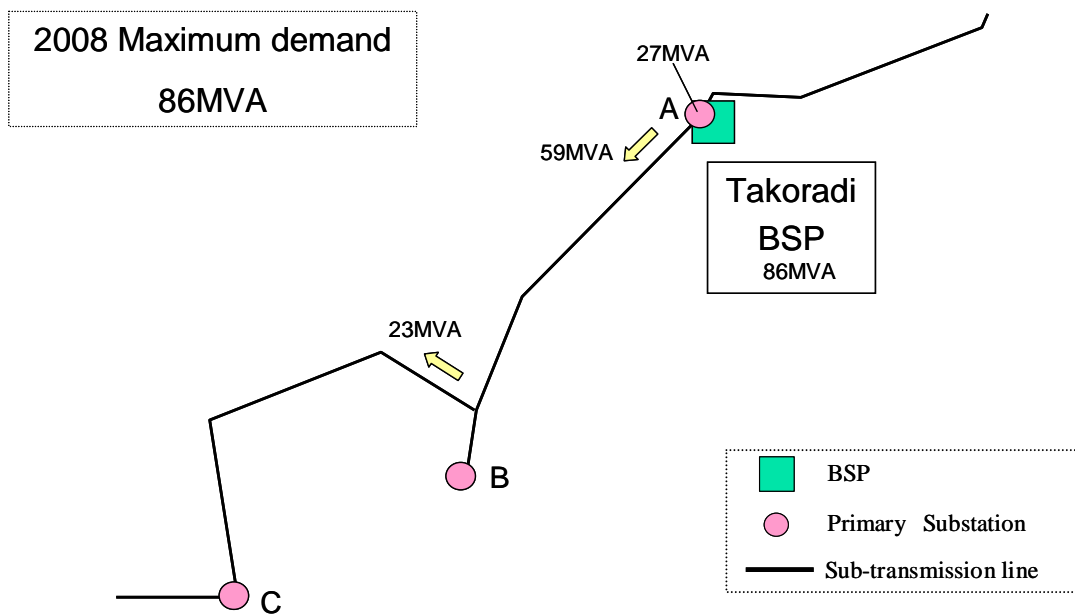 2008 Maximum demand
86MVA
27MVA
A
59MVA
Takoradi
BSP
86MVA
23MVA
B
C
BSP
Primary Substation
Sub-transmission line